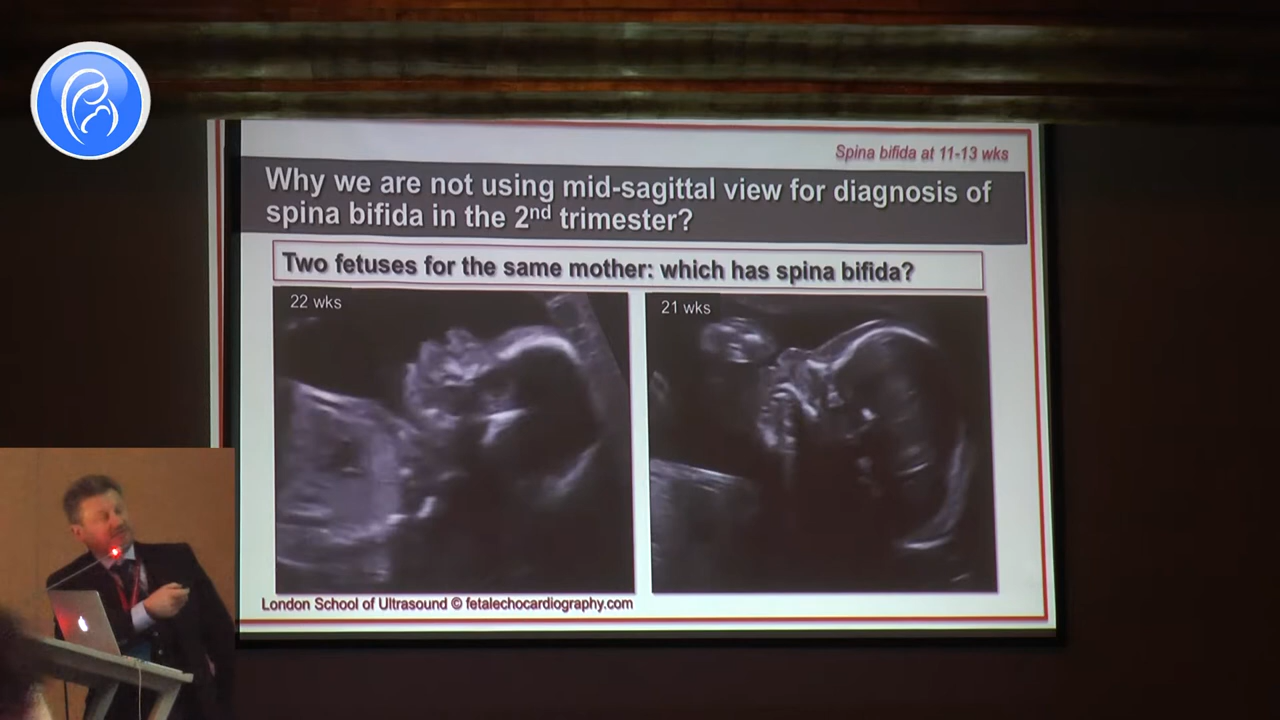 Spina bifida at 11-13 wks
Why we are not using mid-sagittal view for diagnosis of
spina bifida in the 2nd trimester?
Two fetuses for the same mother: which has spina bifida?
22 wks
21 wks
London School of Ultrasound © fetalechocardiography.com